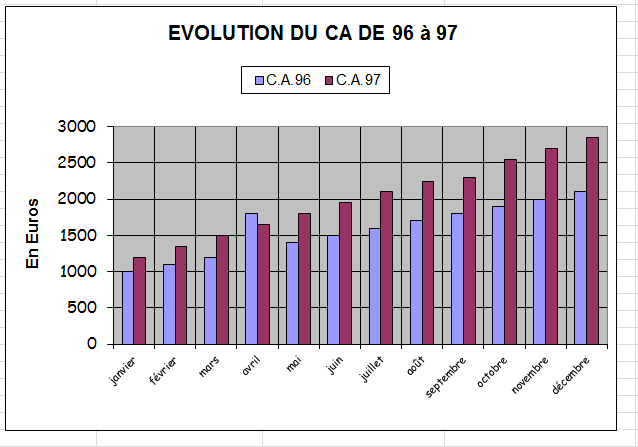 EVOLUTION DU CA DE 96 à 97
C.A.96 C.A.97
En Euros
3000
2500
2000
1500
1000
500
0
janvier février mars avril mai juin juillet août septembre octobre novembre décembre